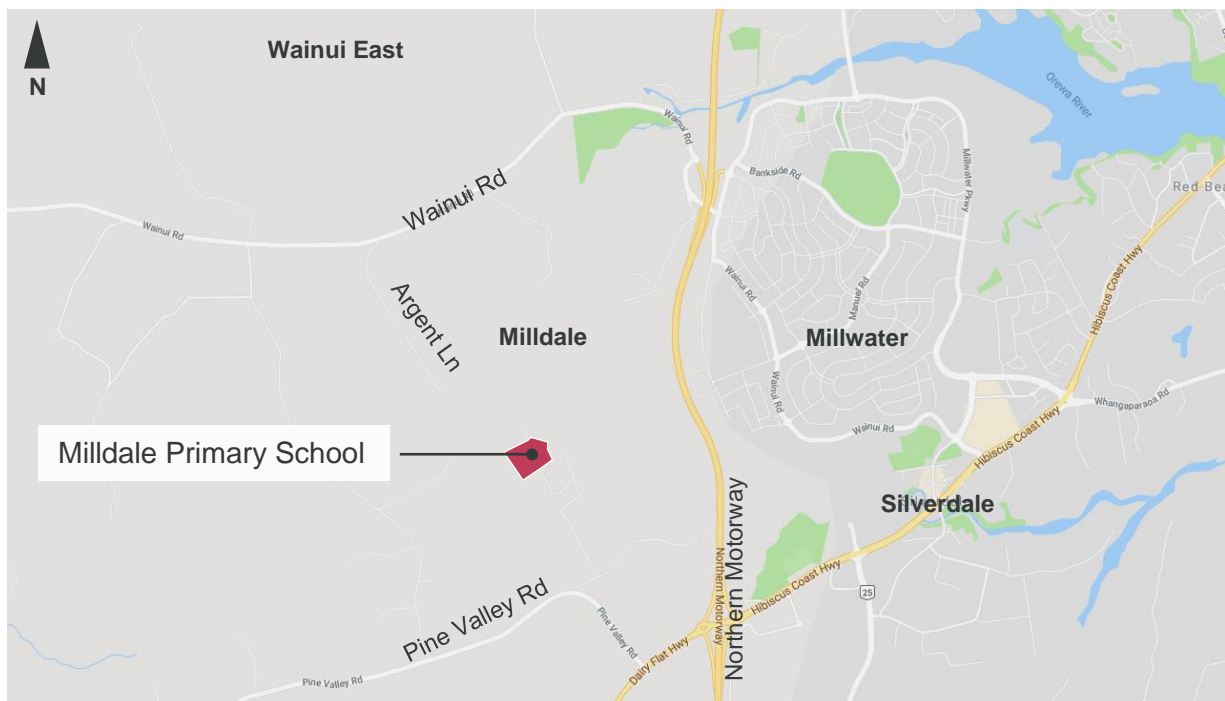 Wainui East
N
Orewa River
Wainui Rd
Bankside Rd
Millwater Pkwy
Red Bea
Wainui Rd
Wainui Rd
Argent Ln
Wainui Rd
Manuel Rd
Hibiscus Coast Hwy
Milldale
Millwater
Wainui Rd
Whangaparaoa Rd
Wainui Rd
Milldale Primary School
Hibiscus Coast Hwy
Silverdale
Northern Motorway
Northern Motorway
Hibiscus Coast Hwy
25
Pine Valley Rd
Pine Valley Rd
Dairy Flat Hwy
Pine Valley Rd